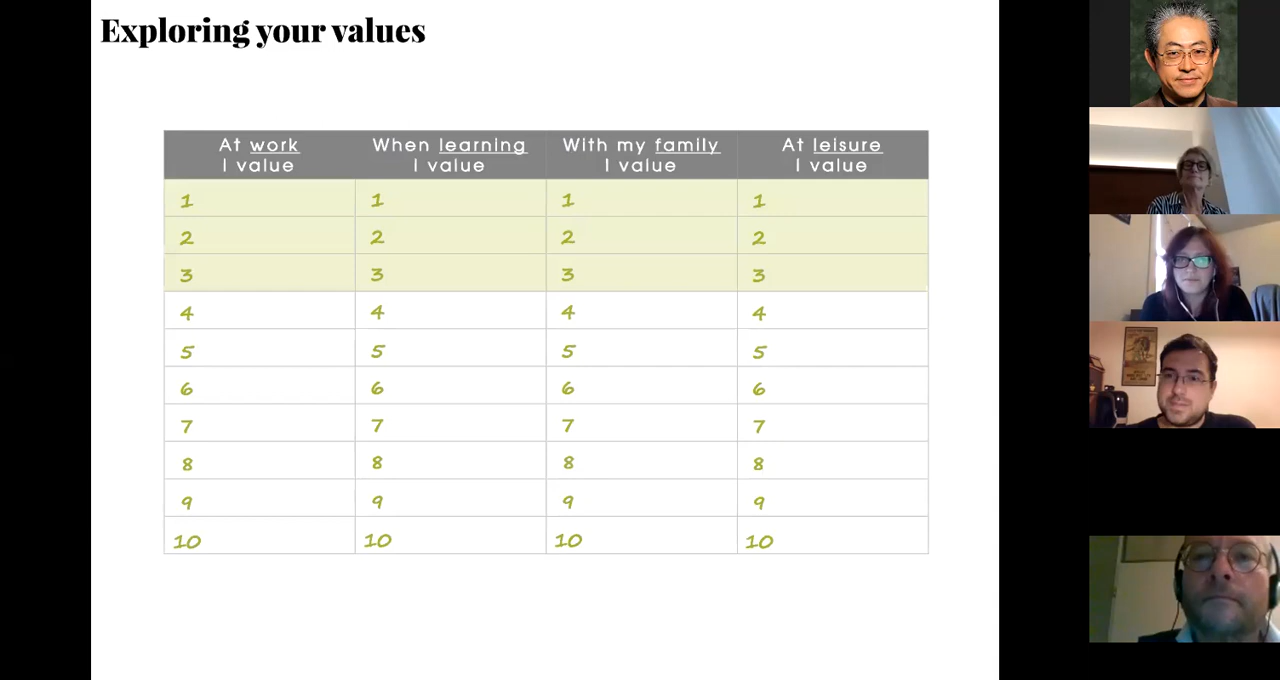 Exploring your values
At work When learning With my family At leisure
I value I value I value I value
1 1 1 1
2 2 2 2
3 3 3 3
4 4 4 4
5 5 5 5
6 6 6 6
7 7 7 7
8 8 8 8
9 9 9 9
10 10 10 10